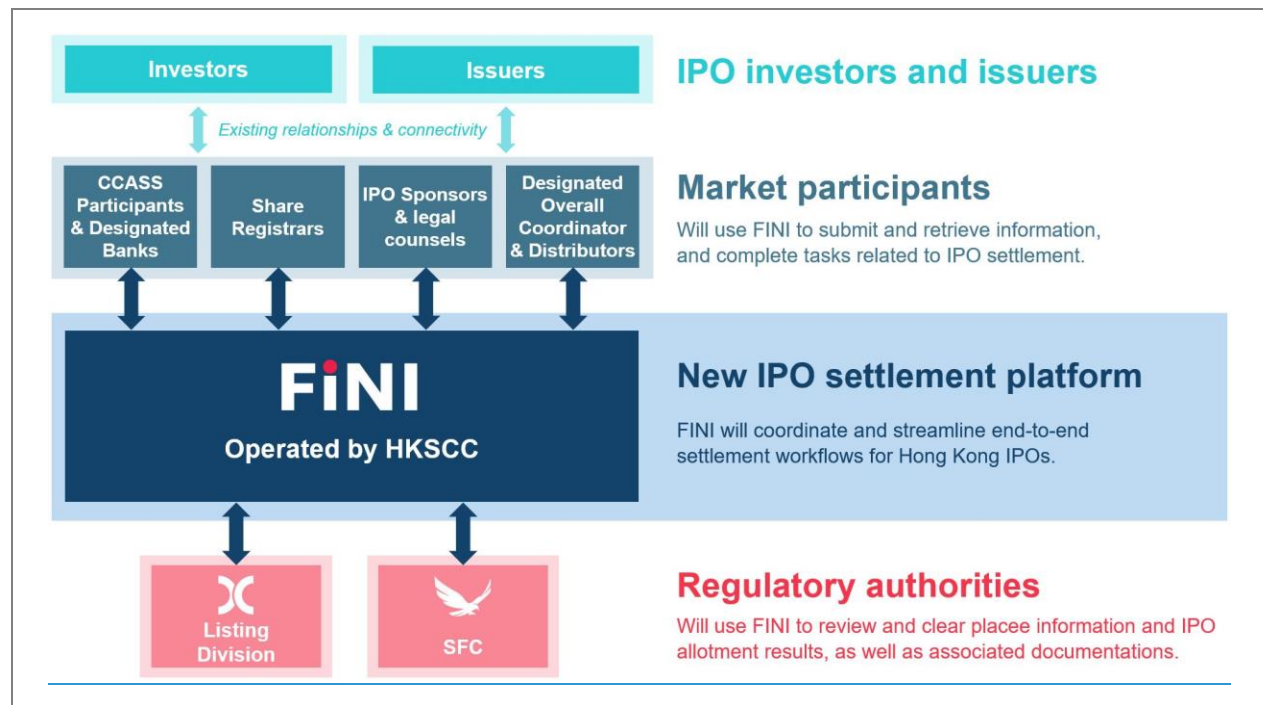 Investors
Issuers
IPO investors and issuers
Existing relationships & connectivity
CCASS
Participants
& Designated
Banks
Share
Registrars
IPO Sponsors
& legal
counsels
Designated
Overall
Coordinator
& Distributors
Market participants
Will use FINI to submit and retrieve information,
and complete tasks related to IPO settlement.
FiNI
Operated by HKSCC
New IPO settlement platform
FINI will coordinate and streamline end-to-end
settlement workflows for Hong Kong IPOs.
Listing
Division
SFC
Regulatory authorities
Will use FINI to review and clear placee information and IPO
allotment results, as well as associated documentations.